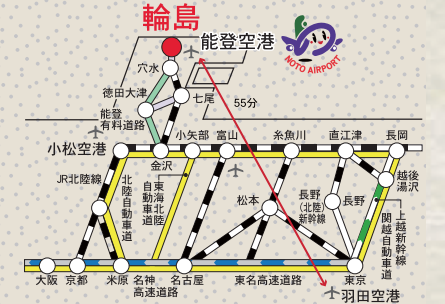 輪島
能登空港
NOTO AIRPORT
穴水
徳田大津
七尾
55分
能登
有料道路
小松空港
金沢
小矢部
富山
糸魚川
直江津
長岡
JR北陸線
北陸自動車道
東海北陸
自動車道
松本
長野
(北陸)
新幹線
長野
越後
湯沢
上越新幹線
関越自動車道
大阪
京都
米原
名神
高速道路
名古屋
東名高速道路
東京
羽田空港